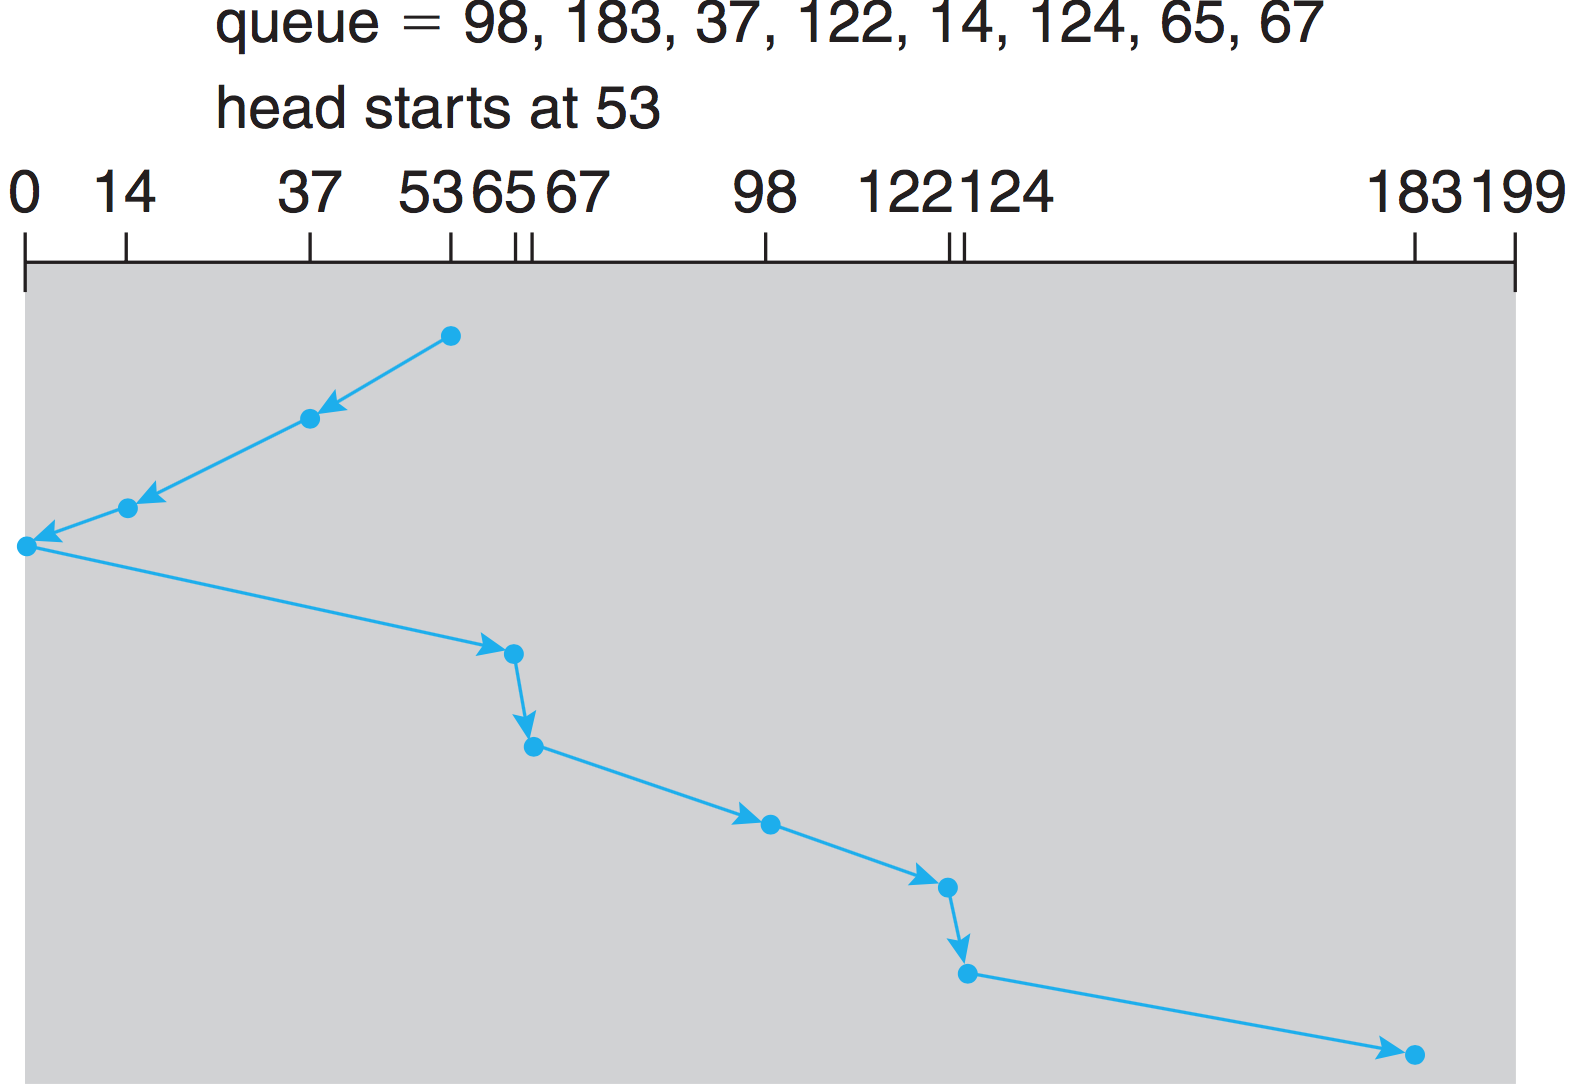 queue = 98, 183, 37, 122, 14, 124, 65, 67
head starts at 53
0 14 37 53 65 67 98 122 124 183 199